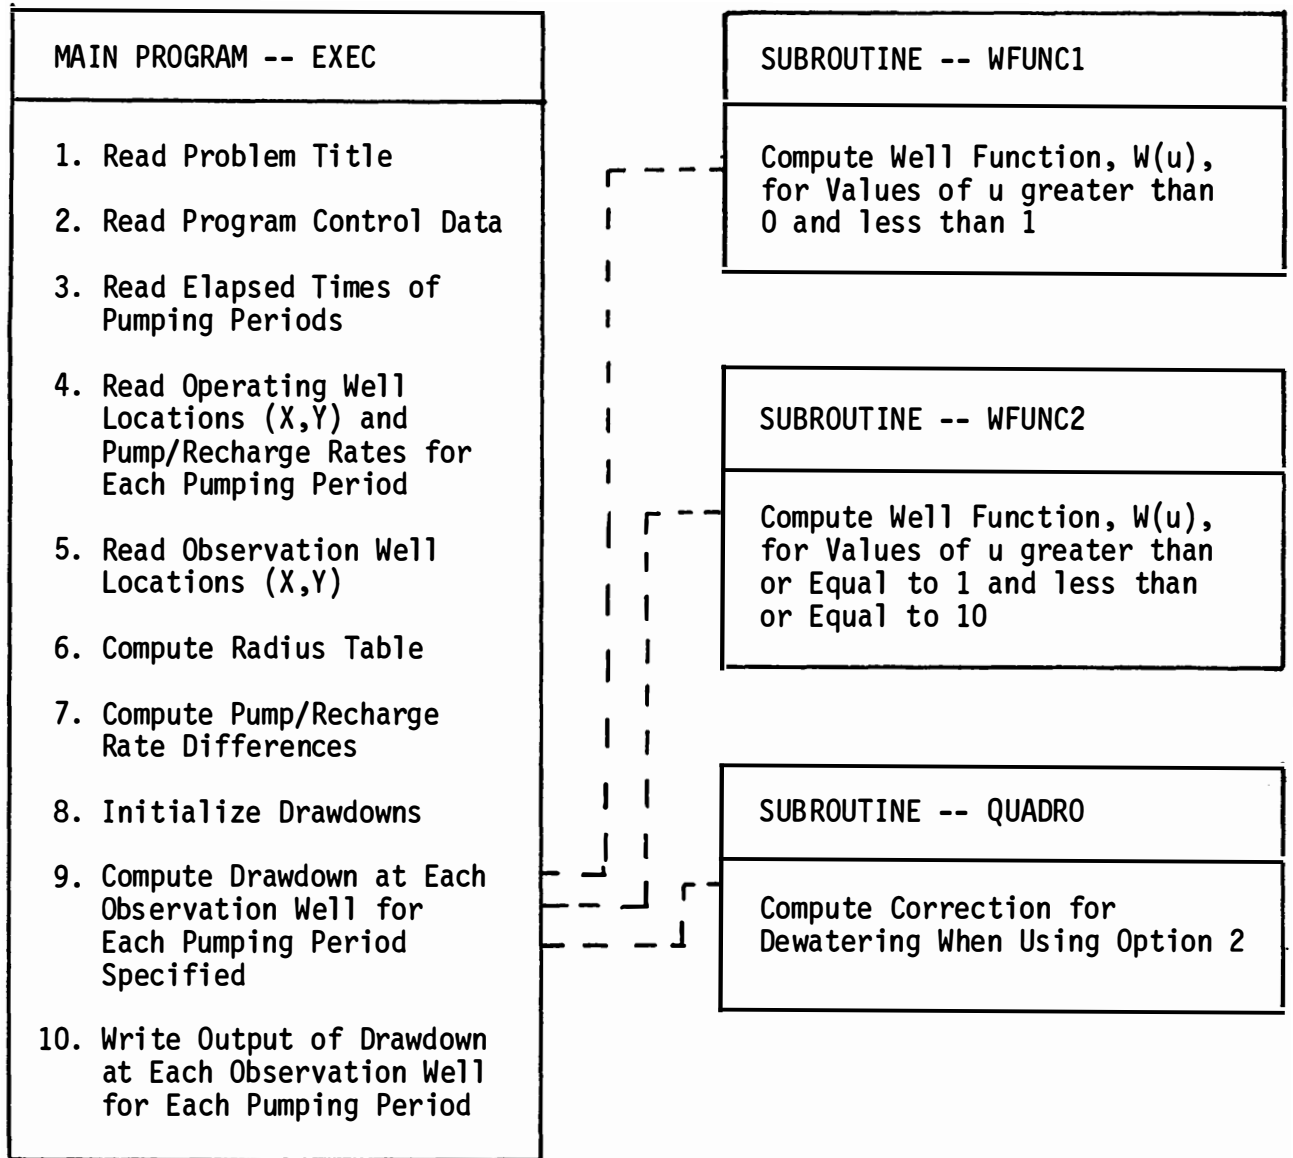 MAIN PROGRAM -- EXEC
1. Read Problem Title
2. Read Program Control Data
3. Read Elapsed Times of
Pumping Periods
4. Read Operating Well
Locations (X,Y) and
Pump/Recharge Rates for
Each Pumping Period
5. Read Observation Well
Locations (X,Y)
6. Compute Radius Table
7. Compute Pump/Recharge
Rate Differences
8. Initialize Drawdowns
9. Compute Drawdown at Each
Observation Well for
Each Pumping Period
Specified
10. Write Output of Drawdown
at Each Observation Well
for Each Pumping Period
SUBROUTINE -- WFUNC1
Compute Well Function, W(u),
for Values of u greater than
0 and less than 1
SUBROUTINE -- WFUNC2
Compute Well Function, W(u),
for Values of u greater than
or Equal to 1 and less than
or Equal to 10
SUBROUTINE -- QUADRO
Compute Correction for
Dewatering When Using Option 2